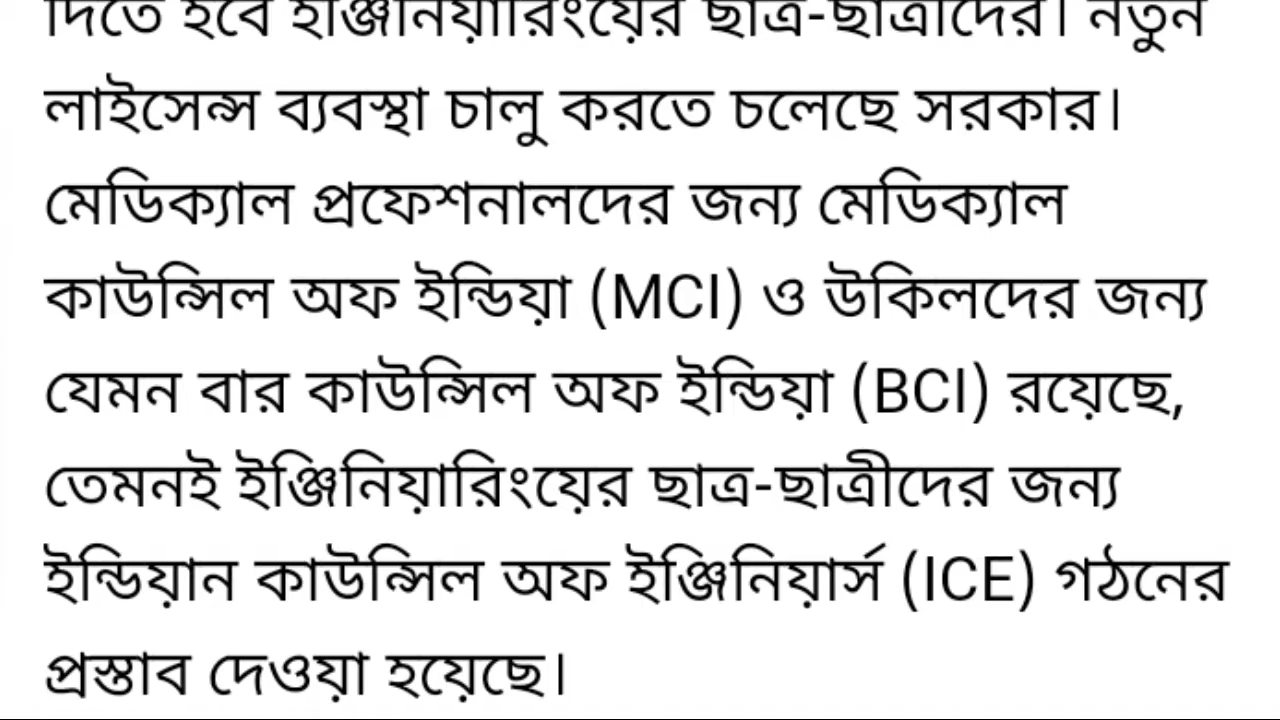 দিতে হবে ইঞ্জিনিয়ারিংয়ের ছাত্র-ছাত্রীদের। নতুন
লাইসেন্স ব্যবস্থা চালু করতে চলেছে সরকার।
মেডিক্যাল প্রফেশনালদের জন্য মেডিক্যাল
কাউন্সিল অফ ইন্ডিয়া (MCI) ও উকিলদের জন্য
যেমন বার কাউন্সিল অফ ইন্ডিয়া (BCI) রয়েছে,
তেমনই ইঞ্জিনিয়ারিংয়ের ছাত্র-ছাত্রীদের জন্য
ইন্ডিয়ান কাউন্সিল অফ ইঞ্জিনিয়ার্স (ICE) গঠনের
প্রস্তাব দেওয়া হয়েছে।